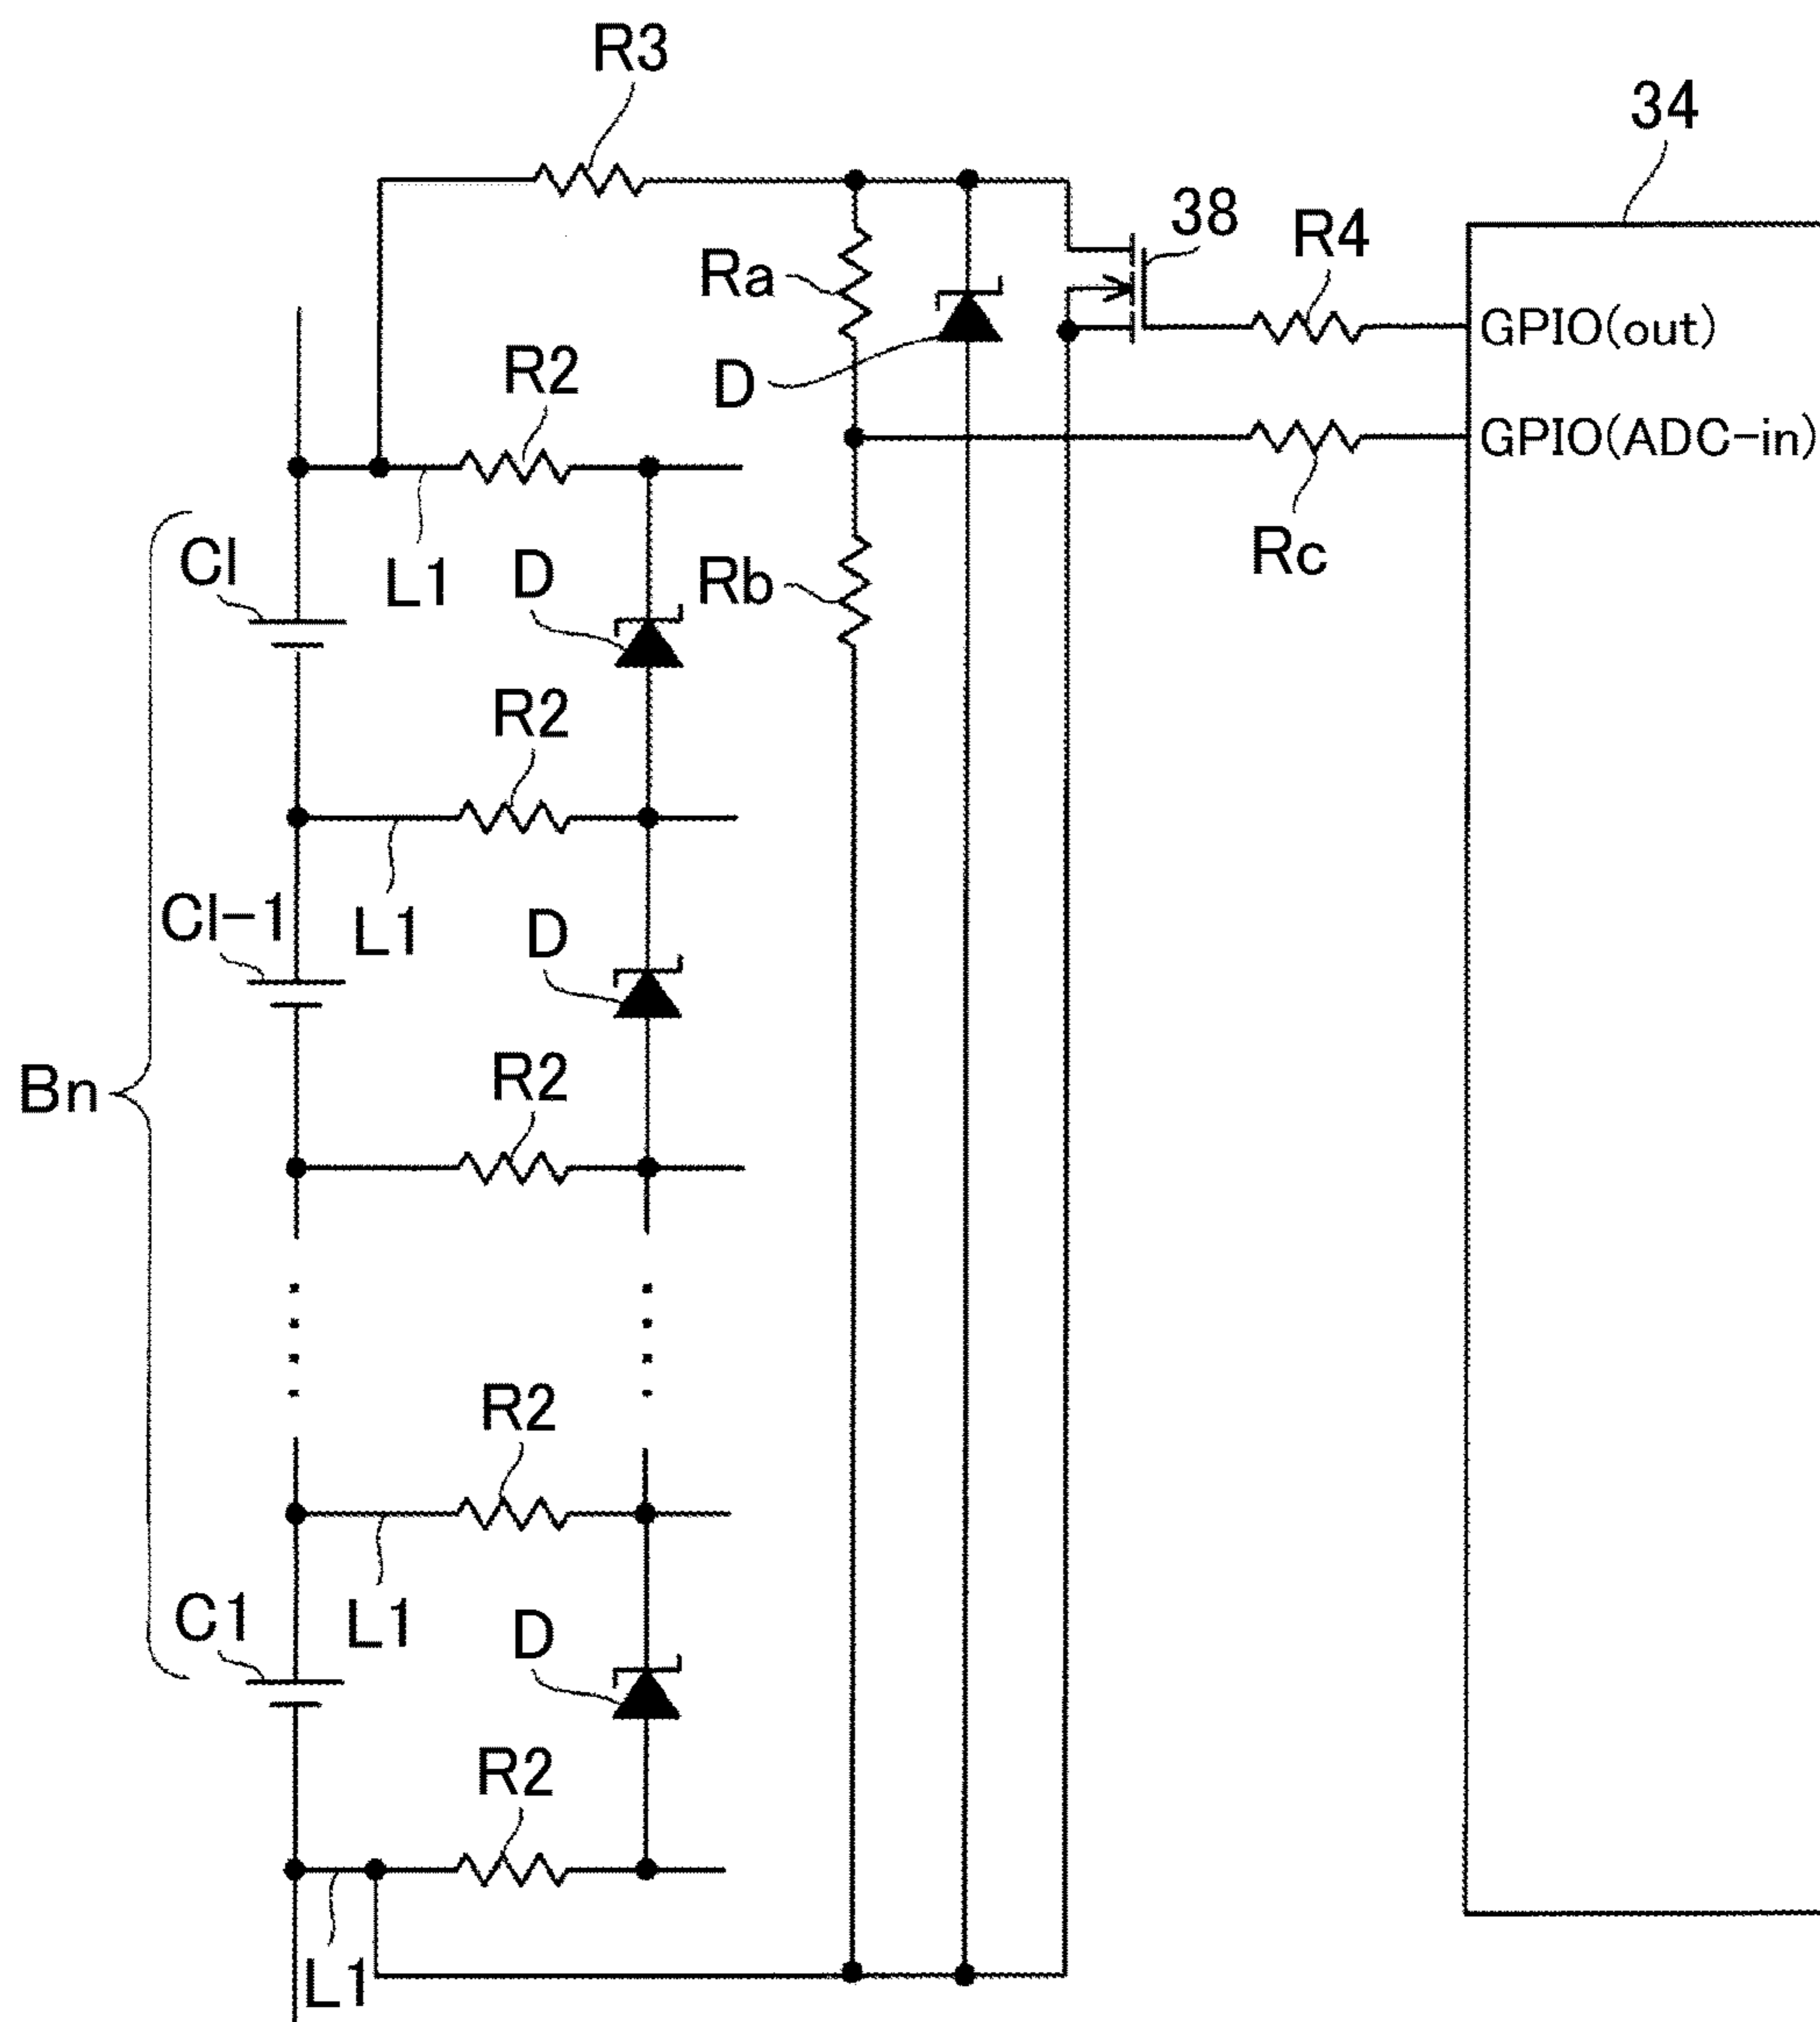 R3
34
38
R4
Ra
GPIO(out)
D
R2
GPIO(ADC-in)
Cl
L1
D
Rb
Rc
R2
Cl-1
L1
D
Bn
R2
R2
C1
L1
D
R2
L1